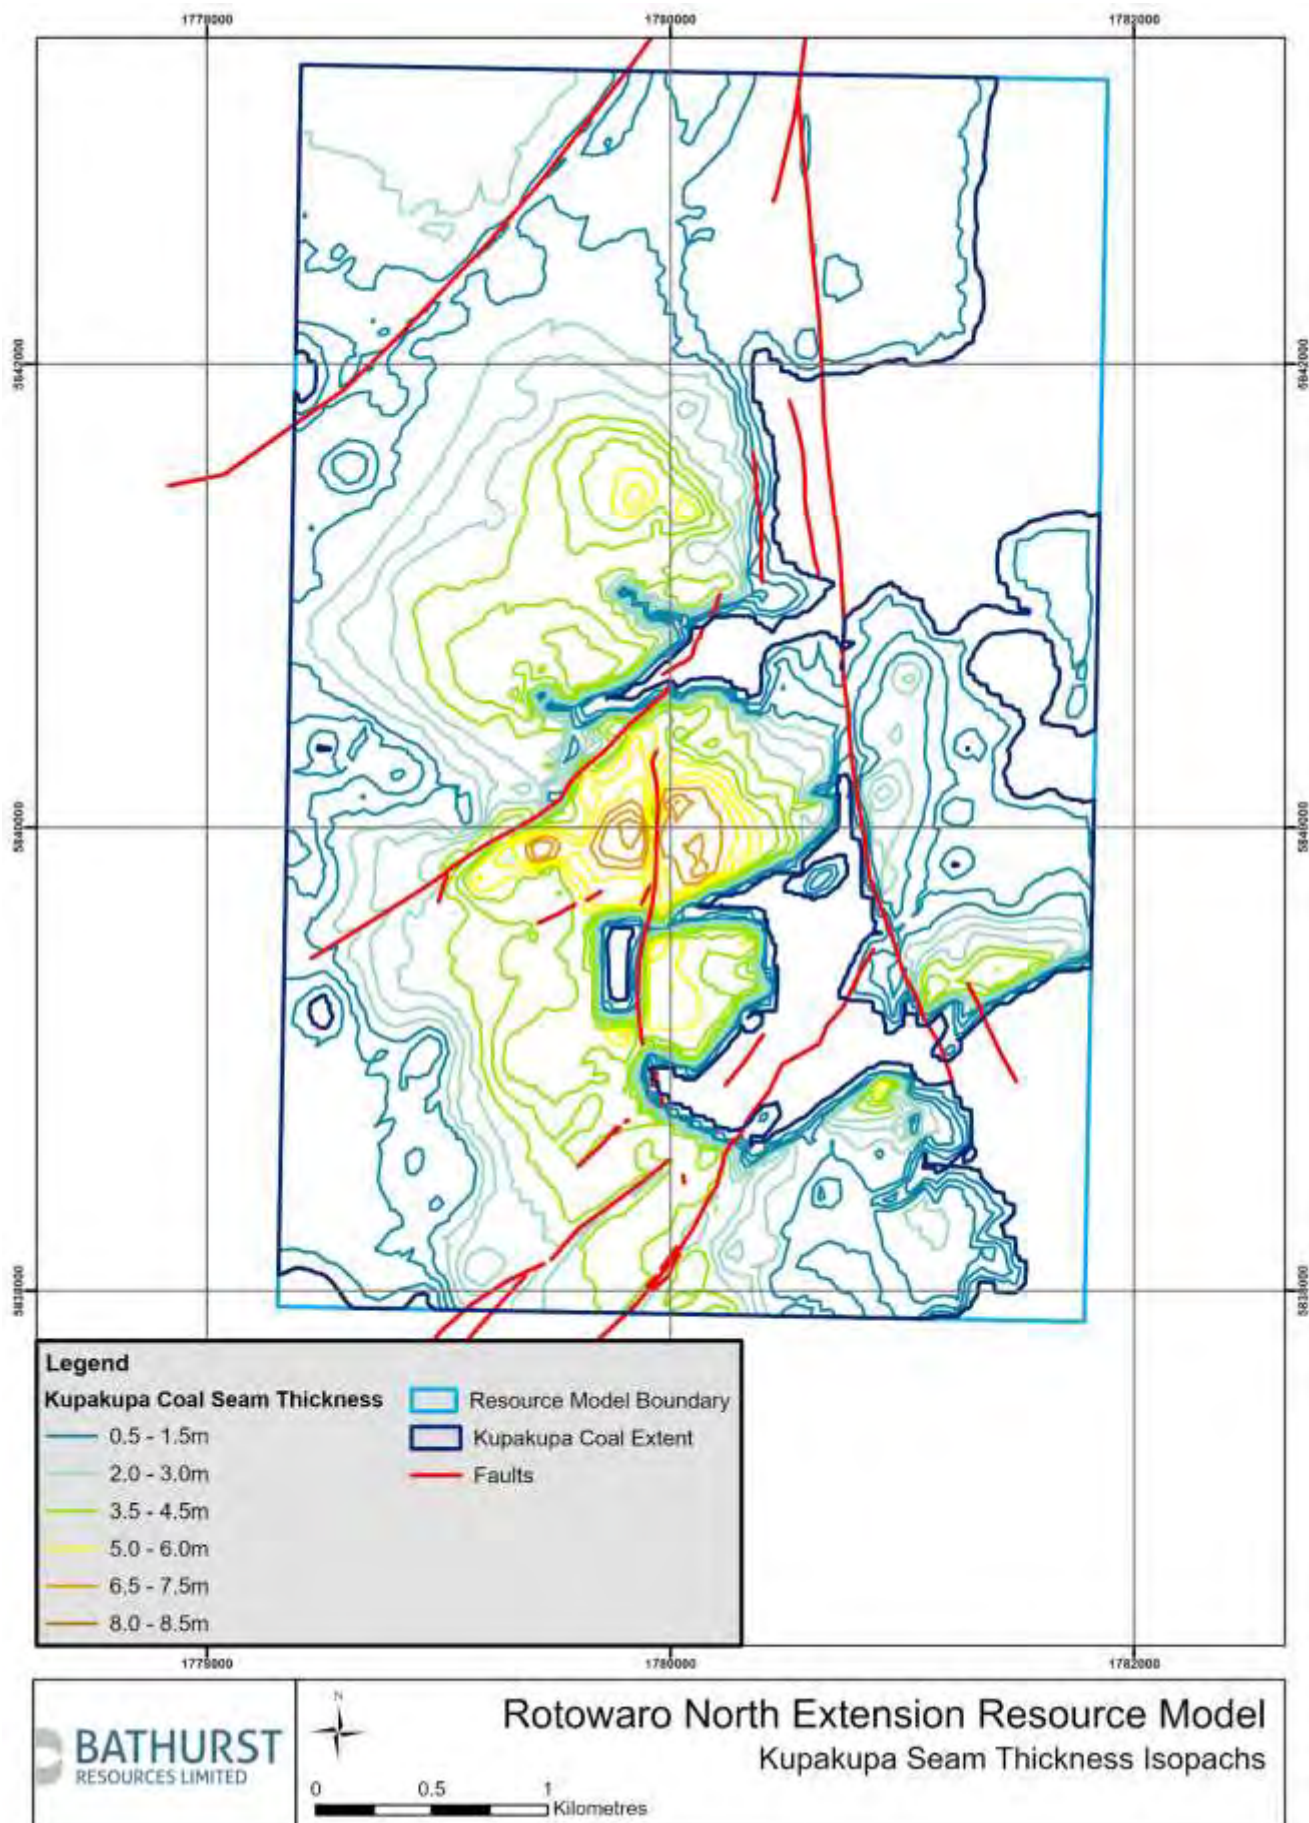 1778000 1780000 1782000
5842000 5842000
5840000 5840000
5838000 5838000
Legend
Kupakupa Coal Seam Thickness
0.5 - 1.5m
2.0 - 3.0m
3.5 - 4.5m
5.0 - 6.0m
6.5 - 7.5m
8.0 - 8.5m
Resource Model Boundary
Kupakupa Coal Extent
Faults
1778000 1780000 1782000
BATHURST
RESOURCES LIMITED
N
0 0.5 1
Kilometres
Rotowaro North Extension Resource Model
Kupakupa Seam Thickness Isopachs